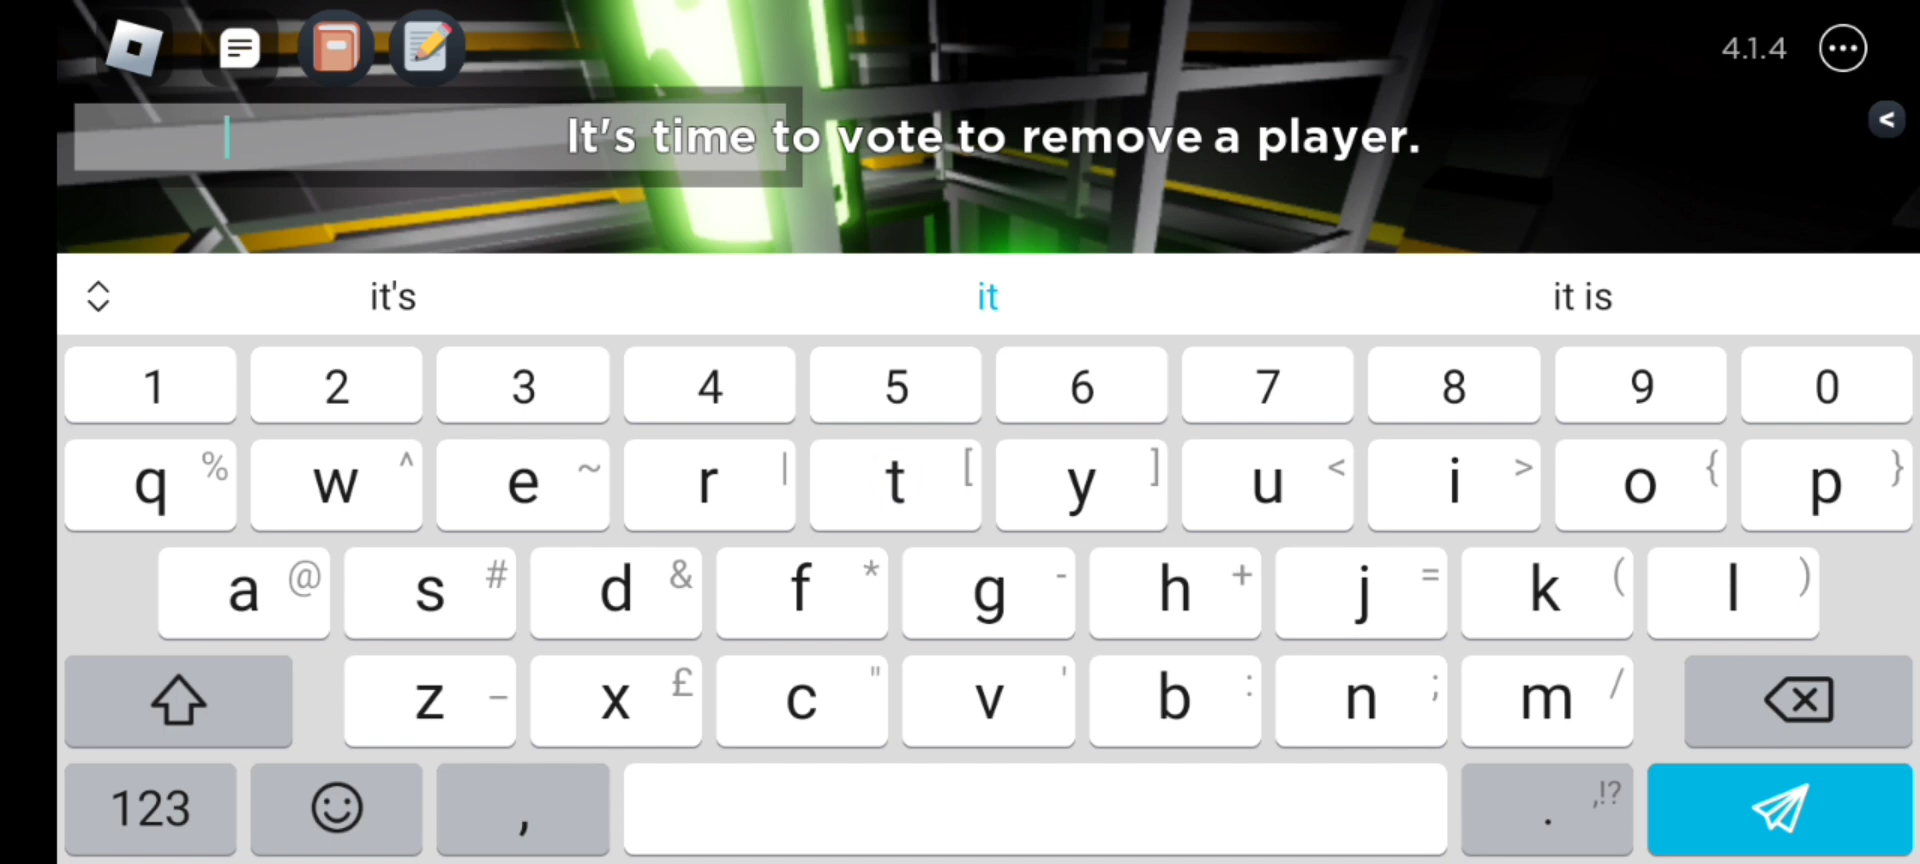 4.1.4
It's time to vote to remove a player.
<
it's it it is
1 2 3 4 5 6 7 8 9 0
q % w ^ e ~ r | t [ y ] u < i > o { p }
a @ s # d & f * g - h + j = k ( l )
z _ x £ c " v ' b : n ; m /
123 , . ,!?